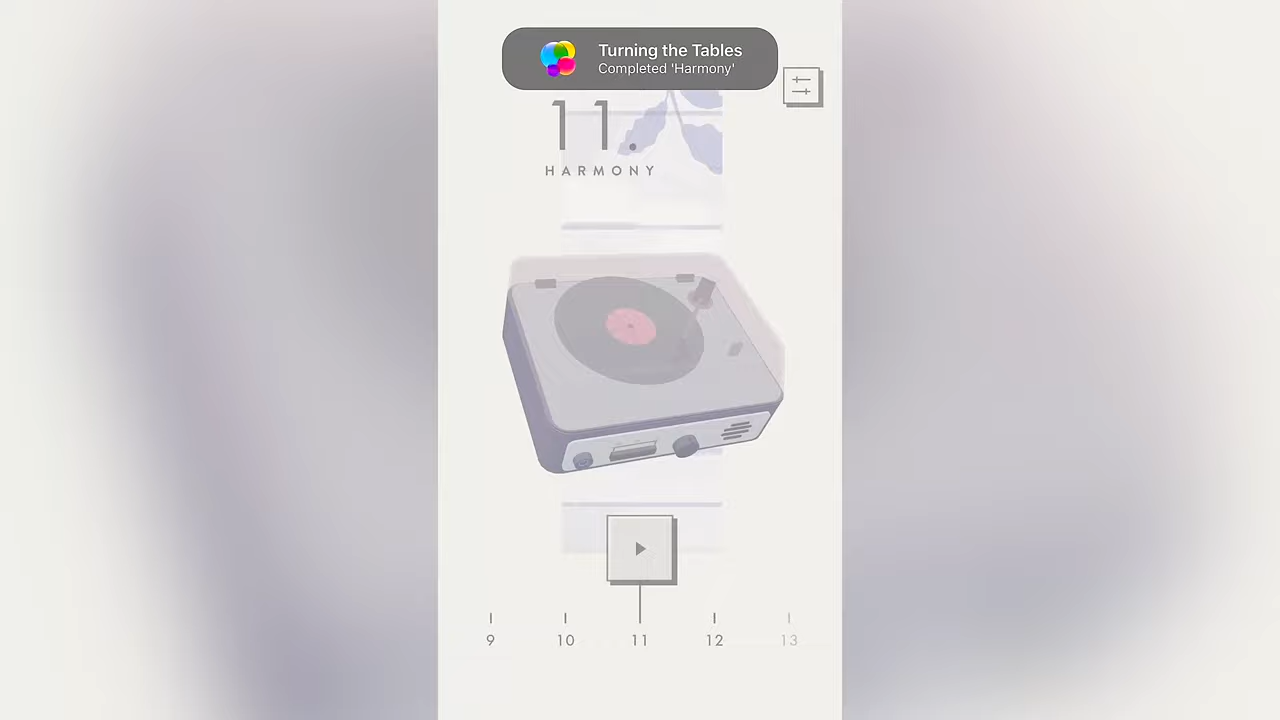 Turning the Tables
Completed 'Harmony'
11.
HARMONY
9 10 11 12 13